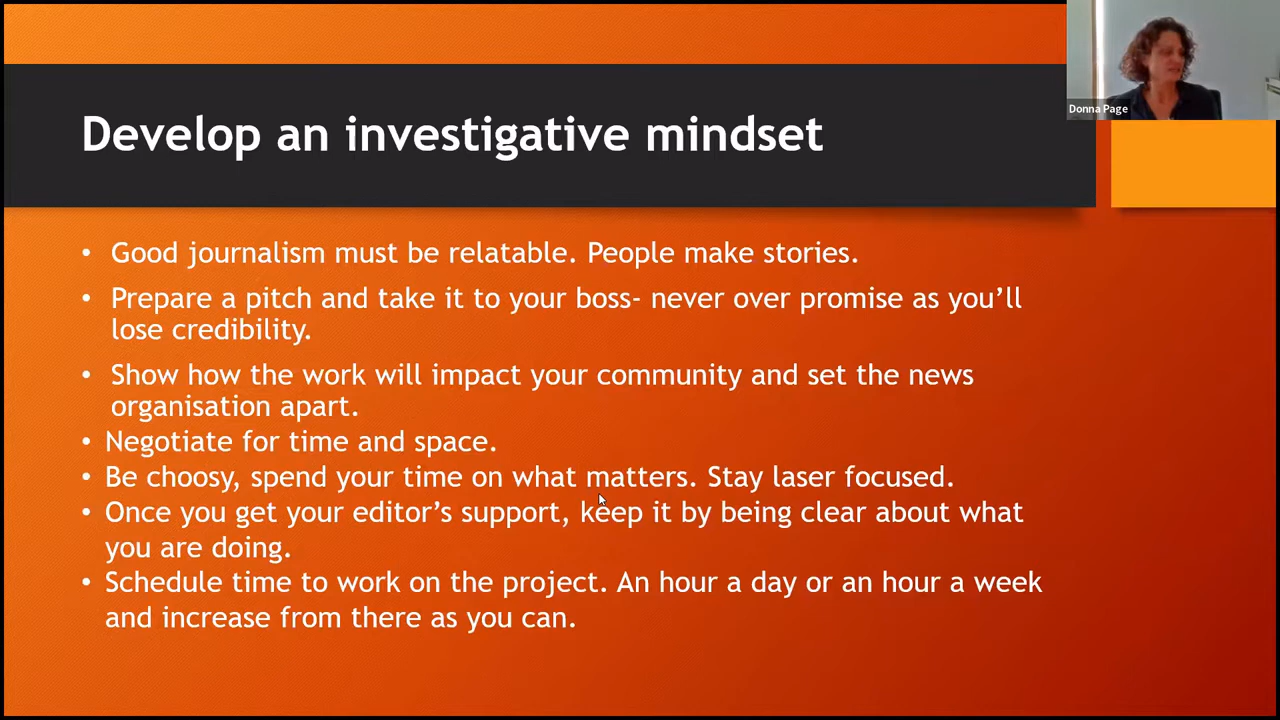 Donna Page
Develop an investigative mindset
• Good journalism must be relatable. People make stories.
• Prepare a pitch and take it to your boss- never over promise as you’ll
lose credibility.
• Show how the work will impact your community and set the news
organisation apart.
• Negotiate for time and space.
• Be choosy, spend your time on what matters. Stay laser focused.
• Once you get your editor’s support, keep it by being clear about what
you are doing.
• Schedule time to work on the project. An hour a day or an hour a week
and increase from there as you can.